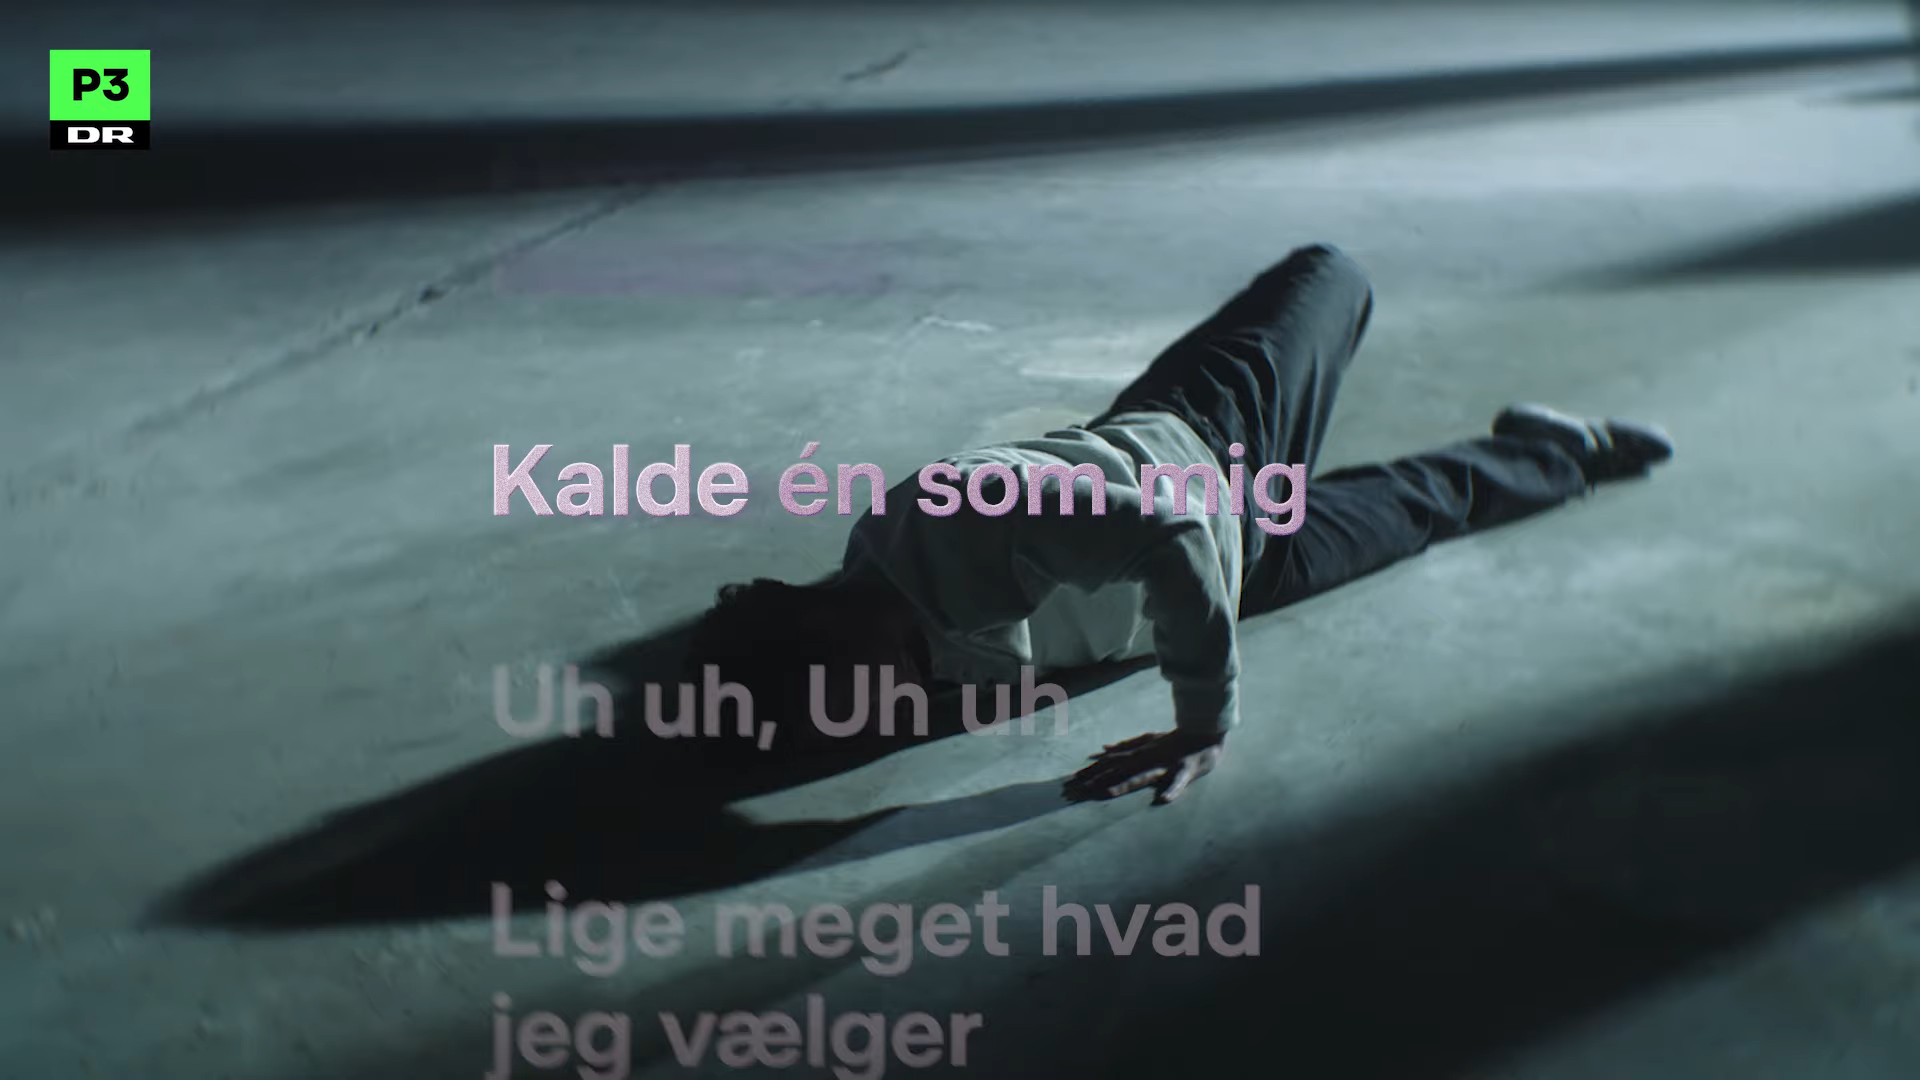 P3
DR
Kalde én som mig
Uh uh, Uh uh
Lige meget hvad
jeg vælger